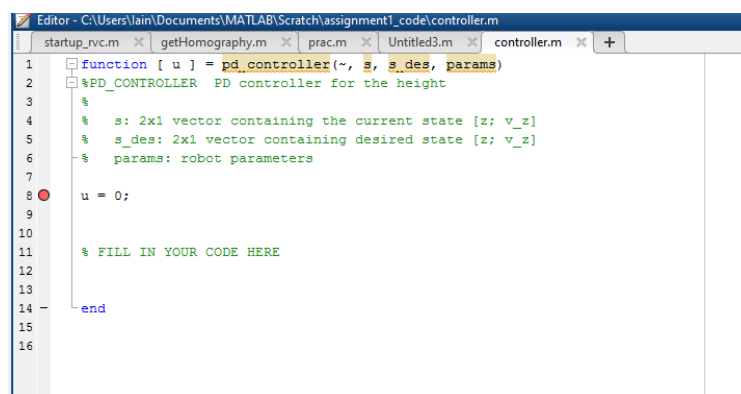 Editor - C:\Users\Iain\Documents\MATLAB\Scratch\assignment1_code\controller.m
startup_rvc.m getHomography.m prac.m Untitled3.m controller.m +
1 function [ u ] = pd_controller(~, s, s_des, params)
2 %PD_CONTROLLER  PD controller for the height
3 %
4 %   s: 2x1 vector containing the current state [z; v_z]
5 %   s_des: 2x1 vector containing desired state [z; v_z]
6 %   params: robot parameters
7
8 u = 0;
9
10
11 % FILL IN YOUR CODE HERE
12
13
14 end
15
16